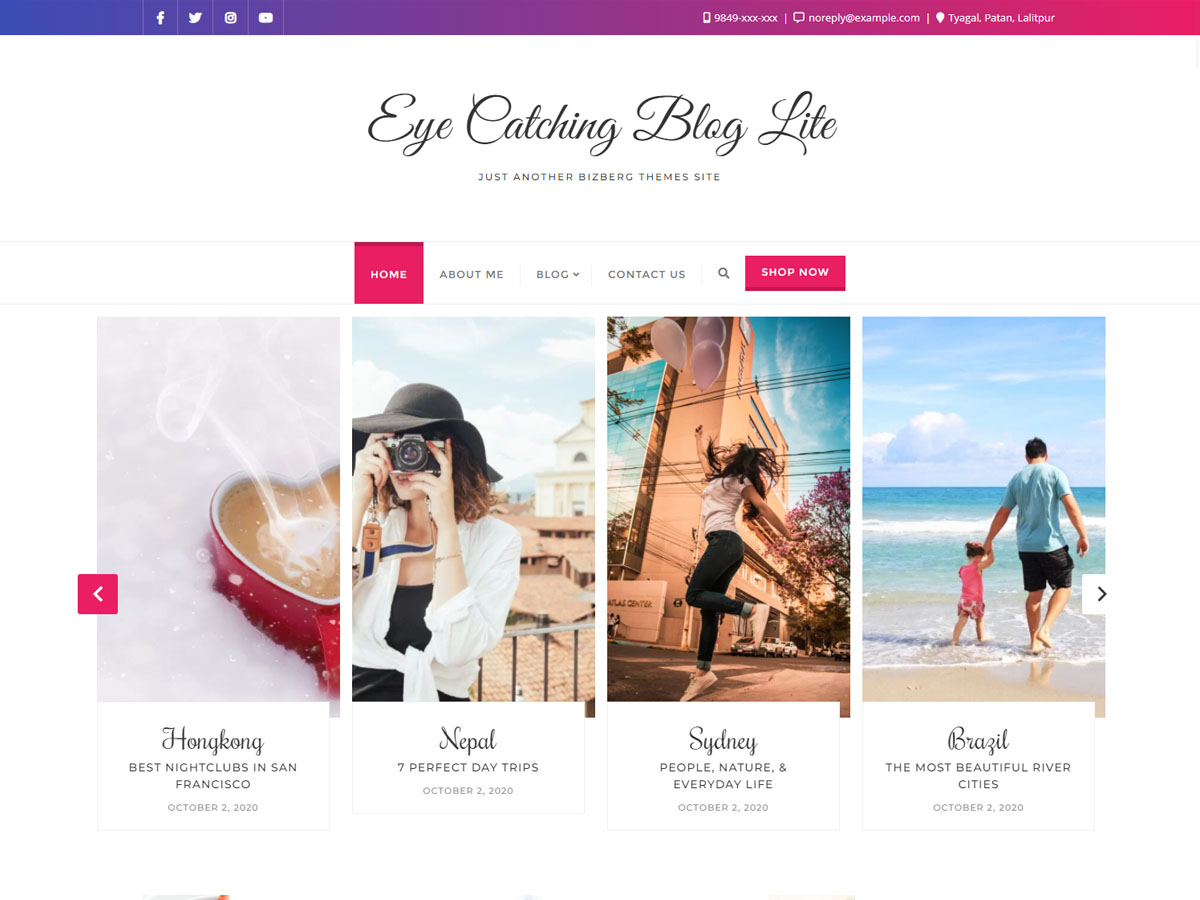 9849-xxx-xxx | noreply@example.com | Tyagal, Patan, Lalitpur
Eye Catching Blog Lite
JUST ANOTHER BIZBERG THEMES SITE
HOME ABOUT ME BLOG CONTACT US SHOP NOW
ATLAS CENTER
Hongkong
BEST NIGHTCLUBS IN SAN
FRANCISCO
OCTOBER 2, 2020
Nepal
7 PERFECT DAY TRIPS
OCTOBER 2, 2020
Sydney
PEOPLE, NATURE, &
EVERYDAY LIFE
OCTOBER 2, 2020
Brazil
THE MOST BEAUTIFUL RIVER
CITIES
OCTOBER 2, 2020